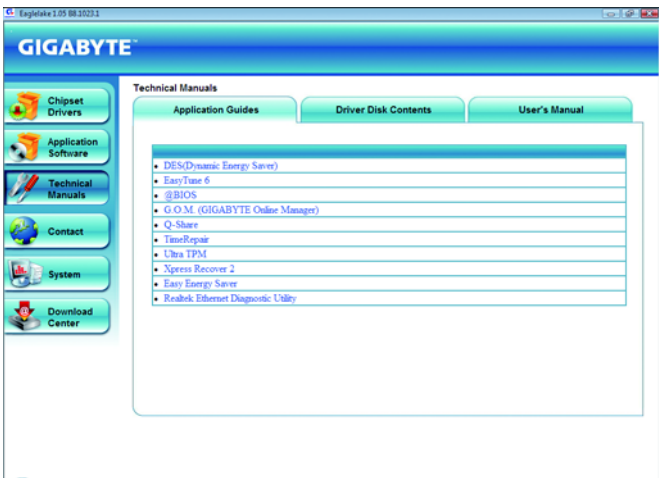 Eaglelake 1.05 B8.1023.1
GIGABYTE™
Technical Manuals
Application Guides
Driver Disk Contents
User's Manual
Chipset
Drivers
Application
Software
Technical
Manuals
Contact
System
Download
Center
• DES(Dynamic Energy Saver)
• EasyTune 6
• @BIOS
• G.O.M. (GIGABYTE Online Manager)
• Q-Share
• TimeRepair
• Ultra TPM
• Xpress Recover 2
• Easy Energy Saver
• Realtek Ethernet Diagnostic Utility